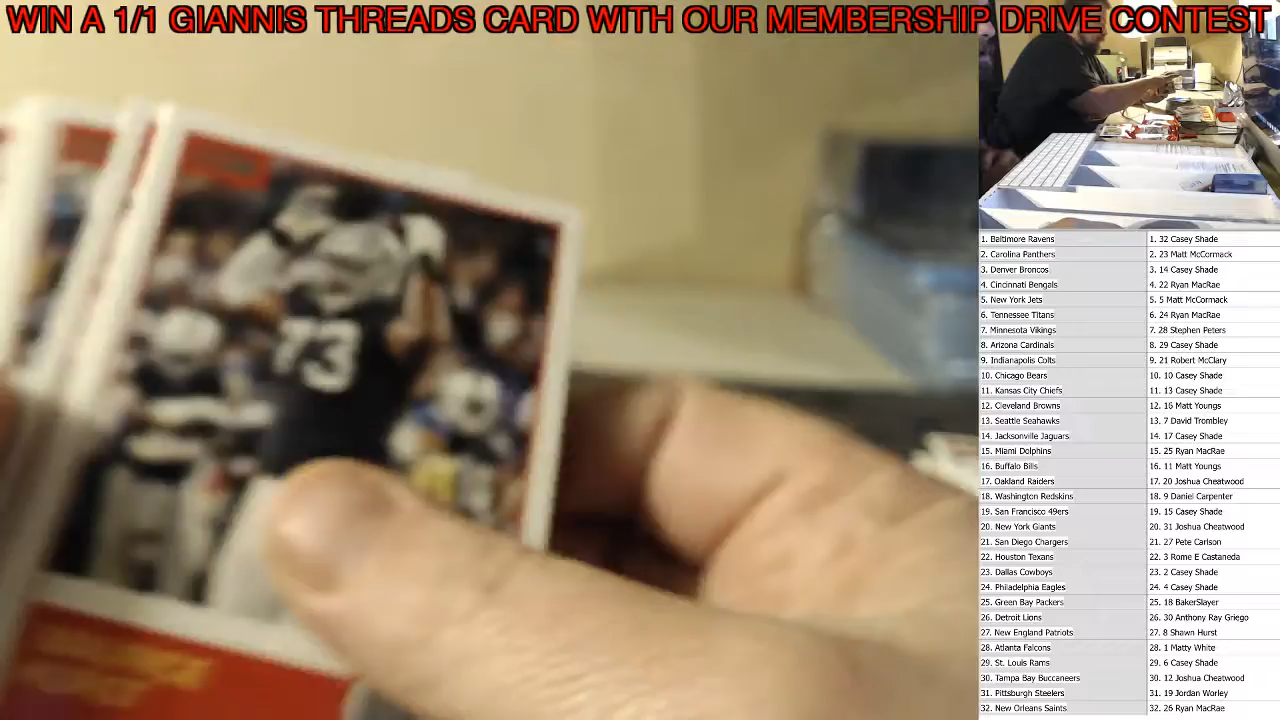 WIN A 1/1 GIANNIS THREADS CARD WITH OUR MEMBERSHIP DRIVE CONTEST
73
1. Baltimore Ravens 1. 32 Casey Shade
2. Carolina Panthers 2. 23 Matt McCormack
3. Denver Broncos 3. 14 Casey Shade
4. Cincinnati Bengals 4. 22 Ryan MacRae
5. New York Jets 5. 5 Matt McCormack
6. Tennesse Titans 6. 24 Ryan MacRae
7. Minnesota Vikings 7. 28 Stephen Peters
8. Arizona Cardinals 8. 29 Casey Shade
9. Indianapolis Colts 9. 21 Robert McClary
10. Chicago Bears 10. 10 Casey Shade
11. Kansas City Chiefs 11. 13 Casey Shade
12. Cleveland Browns 12. 16 Matt Youngs
13. Seattle Seahawks 13. 7 David Trombley
14. Jacksonville Jaguars 14. 17 Casey Shade
15. Miami Dolphins 15. 25 Ryan MacRae
16. Buffalo Bills 16. 11 Matt Youngs
17. Oakland Raiders 17. 20 Joshua Cheatwood
18. Washington Redskins 18. 9 Daniel Carpenter
19. San Francisco 49ers 19. 15 Casey Shade
20. New York Giants 20. 31 Joshua Cheatwood
21. San Diego Chargers 21. 27 Pete Carlson
22. Houston Texans 22. 3 Rome E Castaneda
23. Dallas Cowboys 23. 2 Casey Shade
24. Philadelphia Eagles 24. 4 Casey Shade
25. Green Bay Packers 25. 18 BakerSlayer
26. Detroit Lions 26. 30 Anthony Ray Griego
27. New England Patriots 27. 8 Shawn Hurst
28. Atlanta Falcons 28. 1 Matty White
29. St. Louis Rams 29. 6 Casey Shade
30. Tampa Bay Buccaneers 30. 12 Joshua Cheatwood
31. Pittsburgh Steelers 31. 19 Jordan Worley
32. New Orleans Saints 32. 26 Ryan MacRae